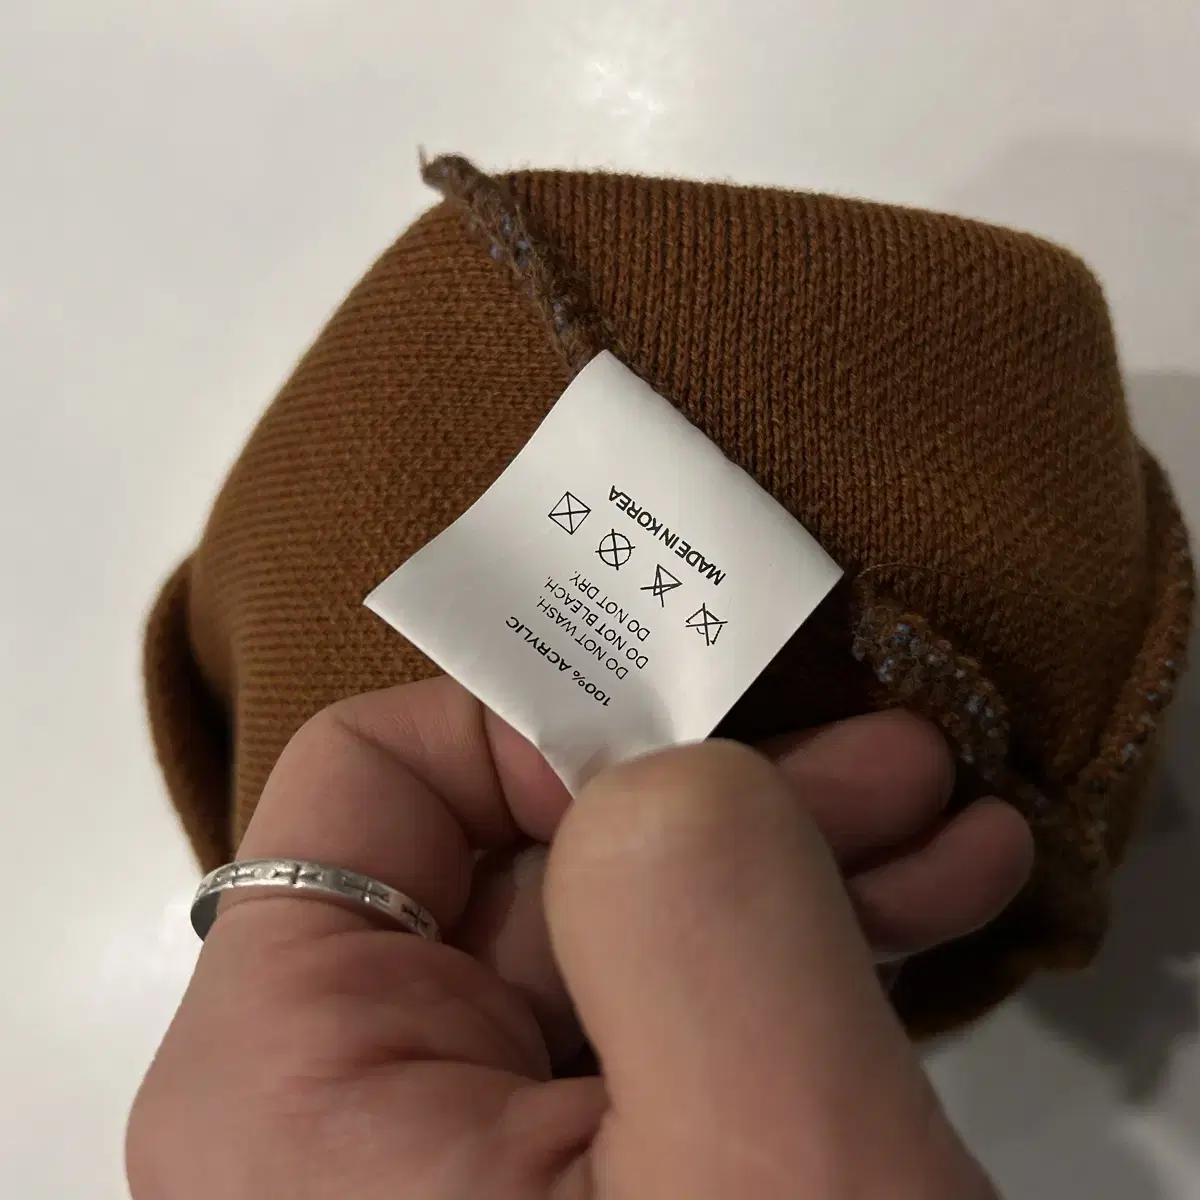 100% ACRYLIC
DO NOT WASH,
DO NOT BLEACH,
DO NOT DRY,
MADE IN KOREA